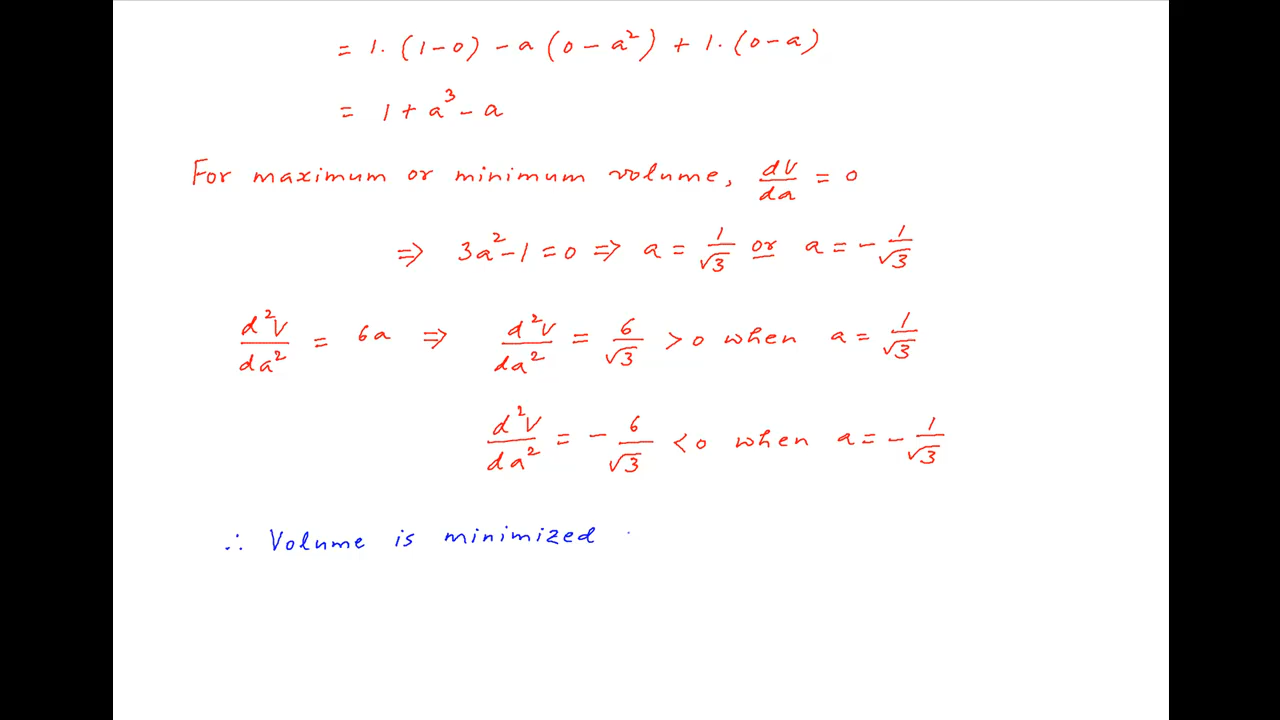 = 1. (1-0) - a (0 - a²) + 1. (0-a)
= 1 + a³ - a
For maximum or minimum volume, dV/da = 0
⇒ 3a² - 1 = 0 ⇒ a = 1/√3 or a = - 1/√3
d²V/da² = 6a ⇒ d²V/da² = 6/√3 > 0 when a = 1/√3
d²V/da² = - 6/√3 < 0 when a = - 1/√3
∴ Volume is minimized